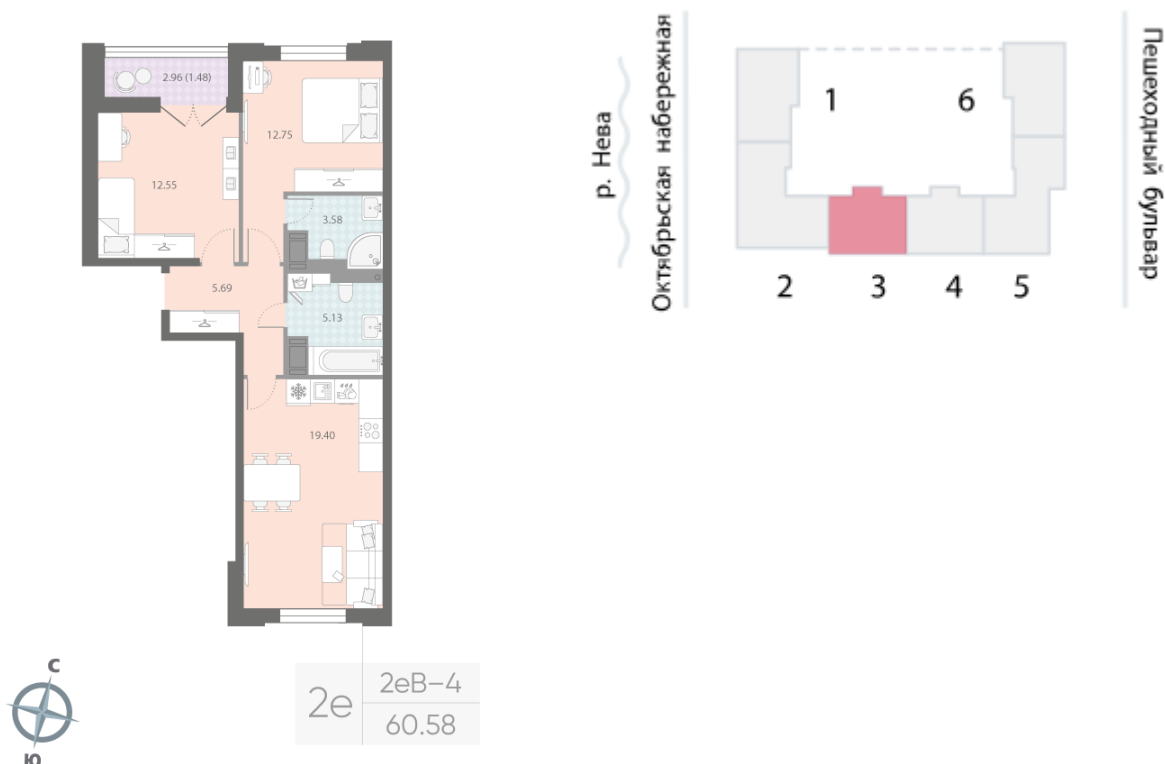 2.96 (1.48)
12.75
12.55
3.58
5.69
5.13
19.40
С
Ю
2е
2еВ–4
60.58
р. Нева
Октябрьская набережная
1
6
2
3
4
5
Пешеходный бульвар